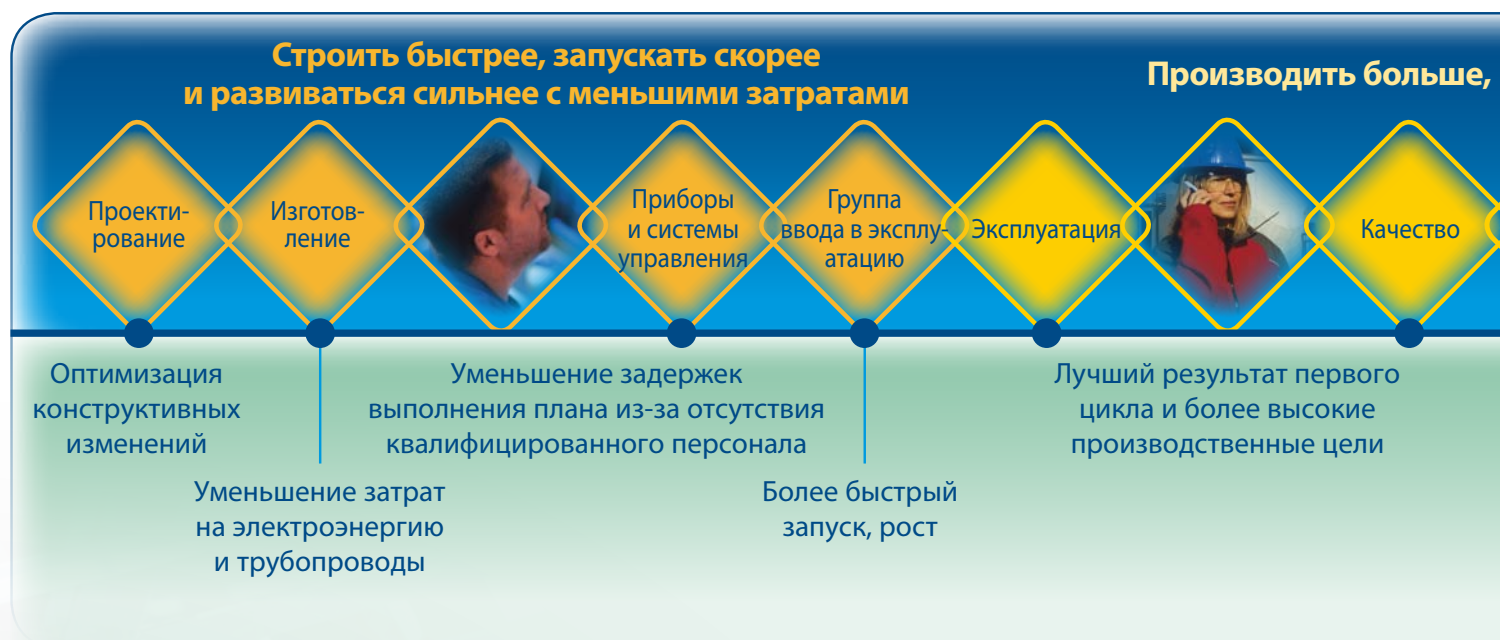 Строить быстрее, запускать скорее
и развиваться сильнее с меньшими затратами
Производить больше,
Проекти-
рование
Изготов-
ление
Приборы
и системы
управления
Группа
ввода в эксплу-
атацию
Эксплуатация
Качество
Оптимизация
конструктивных
изменений
Уменьшение затрат
на электроэнергию
и трубопроводы
Уменьшение задержек
выполнения плана из-за отсутствия
квалифицированного персонала
Более быстрый
запуск, рост
Лучший результат первого
цикла и более высокие
производственные цели